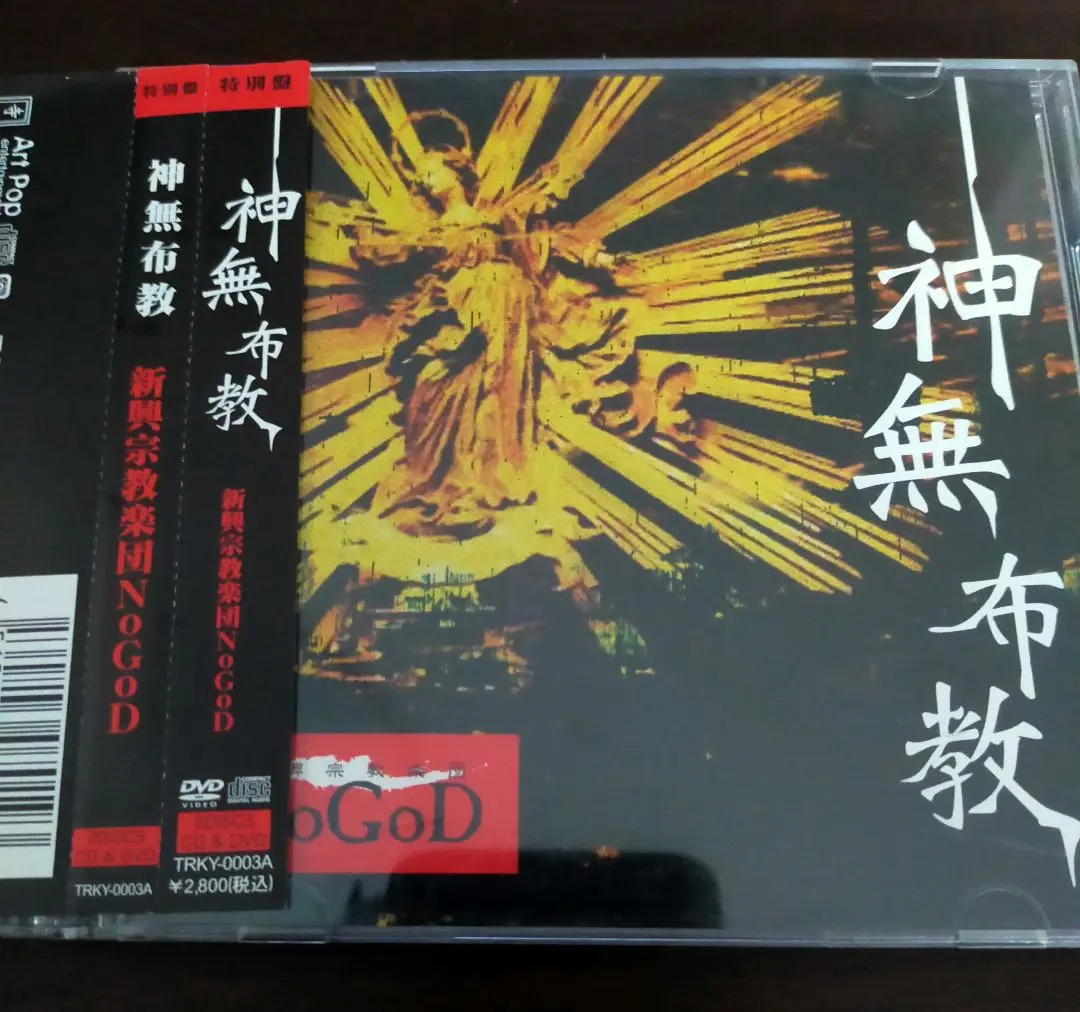 Art Pop
特別盤
神無布教
新興宗教楽団NoGoD
2DISCS
CD & DVD
TRKY-0003A
特別盤
神無布教
新興宗教楽団NoGoD
DVD
VIDEO
COMPACT
disc
DIGITAL AUDIO
2DISCS
CD & DVD
TRKY-0003A
¥2,800(税込)
神無布教
宗教楽団
oGoD